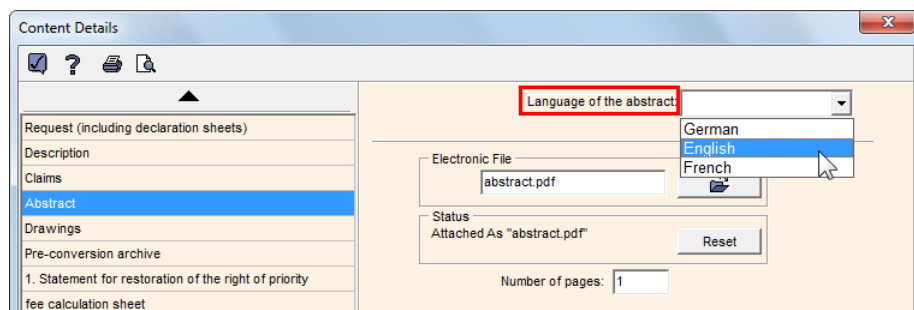 Content Details
Language of the abstract:
German
English
French
Request (including declaration sheets)
Description
Claims
Abstract
Drawings
Pre-conversion archive
1. Statement for restoration of the right of priority
fee calculation sheet
Electronic File
abstract.pdf
Status
Attached As "abstract.pdf"
Reset
Number of pages: 1